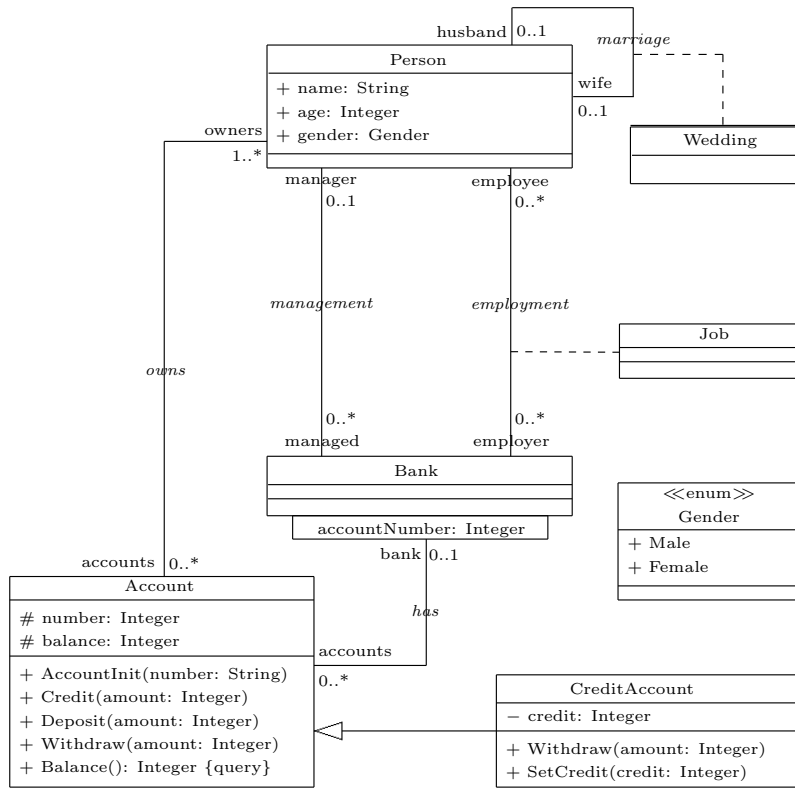 husband 0..1
marriage
Person
+ name: String
+ age: Integer
+ gender: Gender
wife
0..1
Wedding
owners
1..*
manager
0..1
employee
0..*
management
employment
Job
owns
0..*
managed
0..*
employer
Bank
accountNumber: Integer
<<enum>>
Gender
+ Male
+ Female
bank 0..1
has
accounts 0..*
Account
# number: Integer
# balance: Integer
+ AccountInit(number: String)
+ Credit(amount: Integer)
+ Deposit(amount: Integer)
+ Withdraw(amount: Integer)
+ Balance(): Integer {query}
accounts
0..*
CreditAccount
− credit: Integer
+ Withdraw(amount: Integer)
+ SetCredit(credit: Integer)